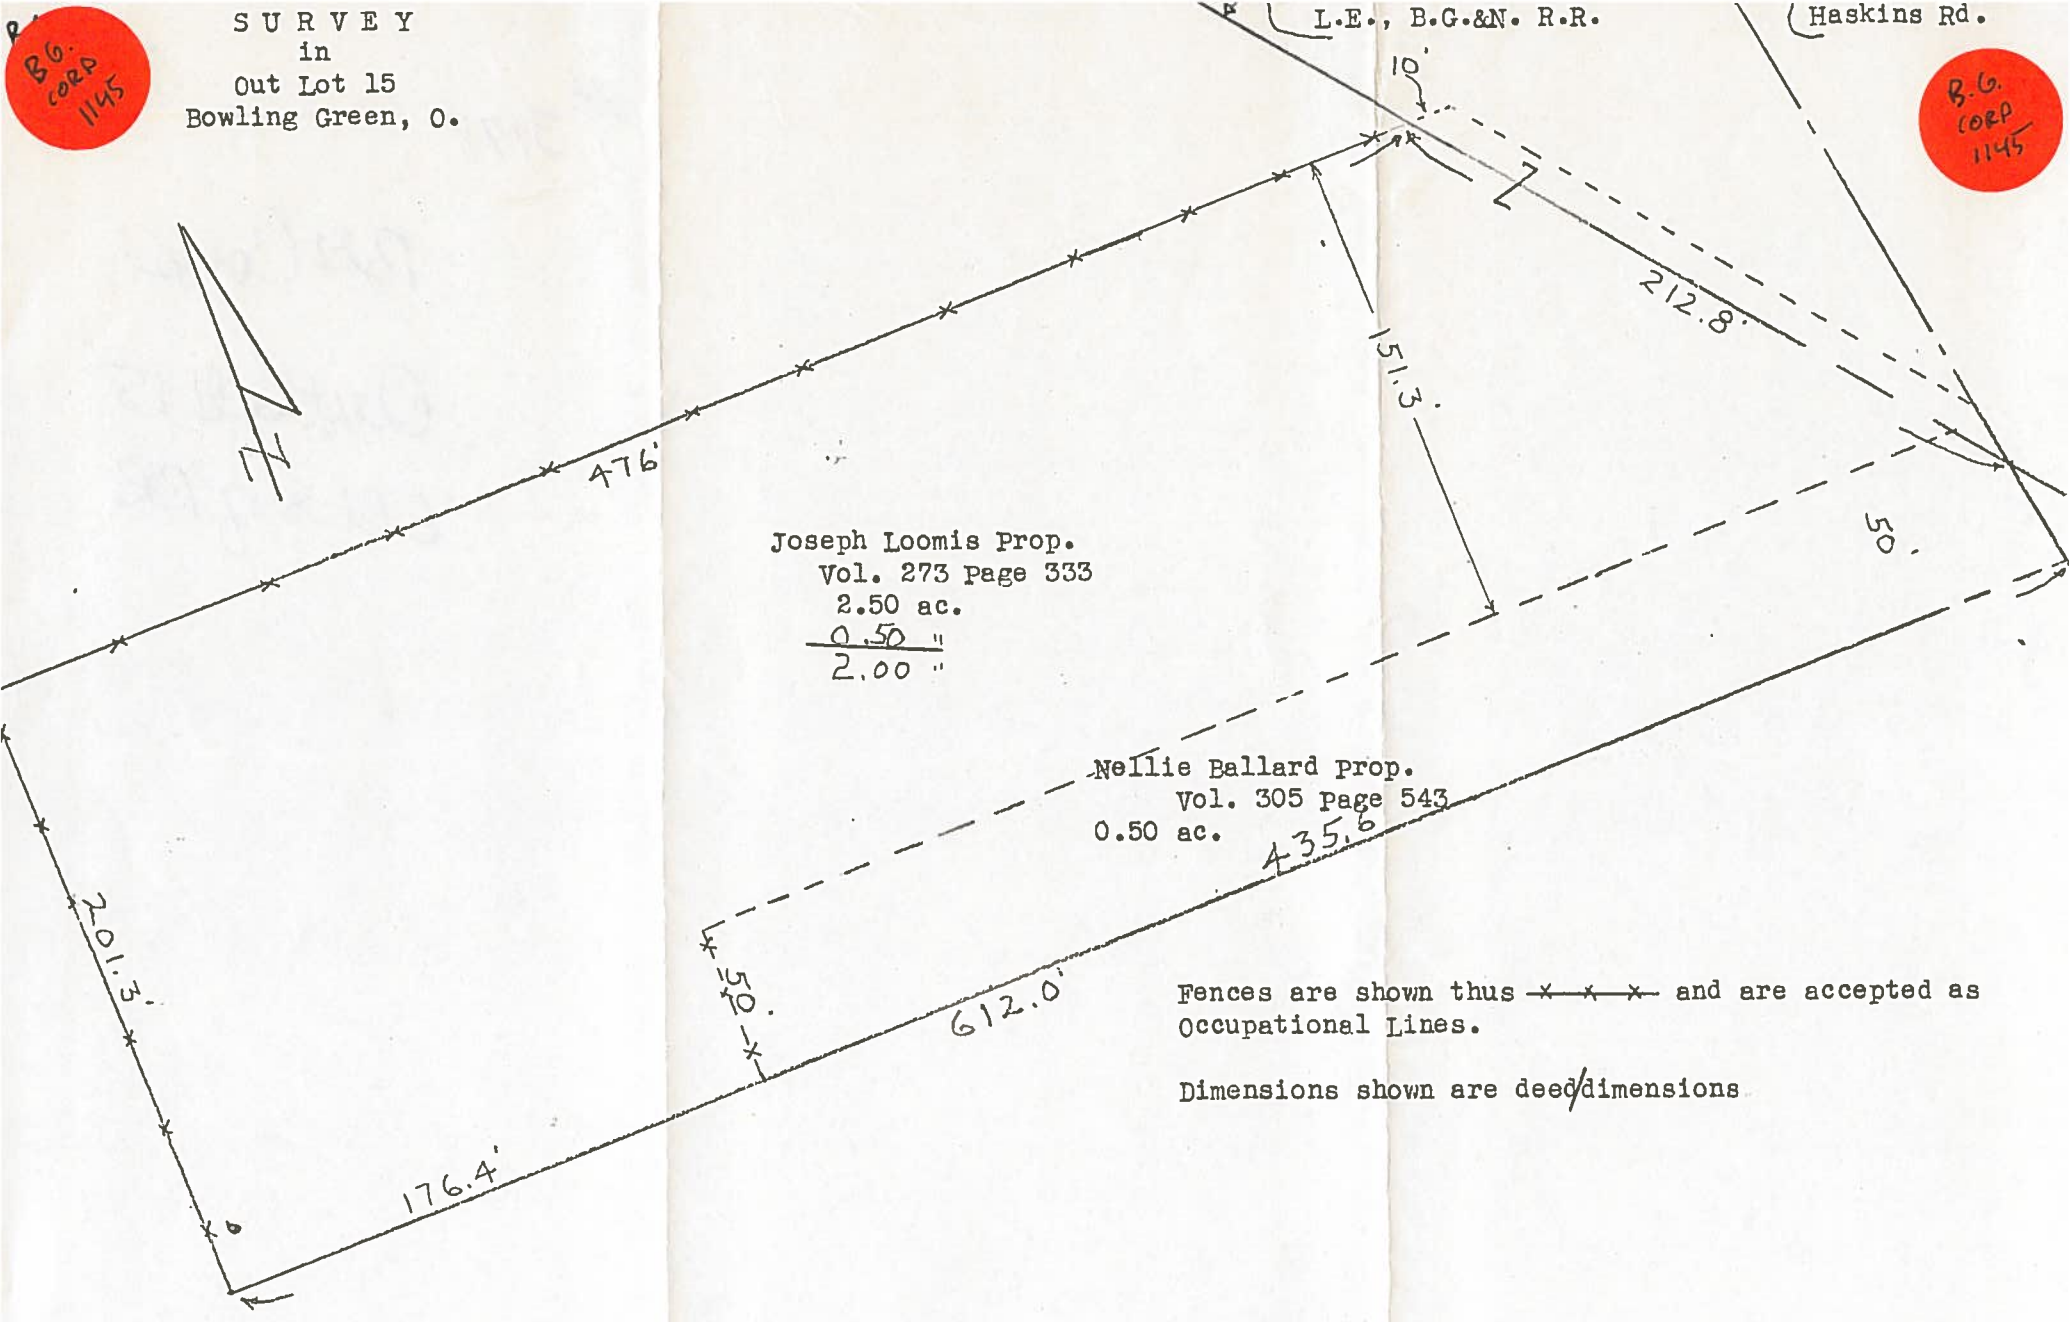 S U R V E Y
in
Out Lot 15
Bowling Green, O.
B.G.
CORP
1145
L.E., B.G.&N. R.R.
Haskins Rd.
B.G.
CORP
1145
10'
212.8'
151.3'
476'
N
50'
Joseph Loomis Prop.
Vol. 273 Page 333
2.50 ac.
0.50 "
2.00 "
Nellie Ballard Prop.
Vol. 305 Page 543
0.50 ac.
435.6
201.3'
50'
612.0'
176.4'
Fences are shown thus x x x and are accepted as
Occupational Lines.
Dimensions shown are deed/dimensions